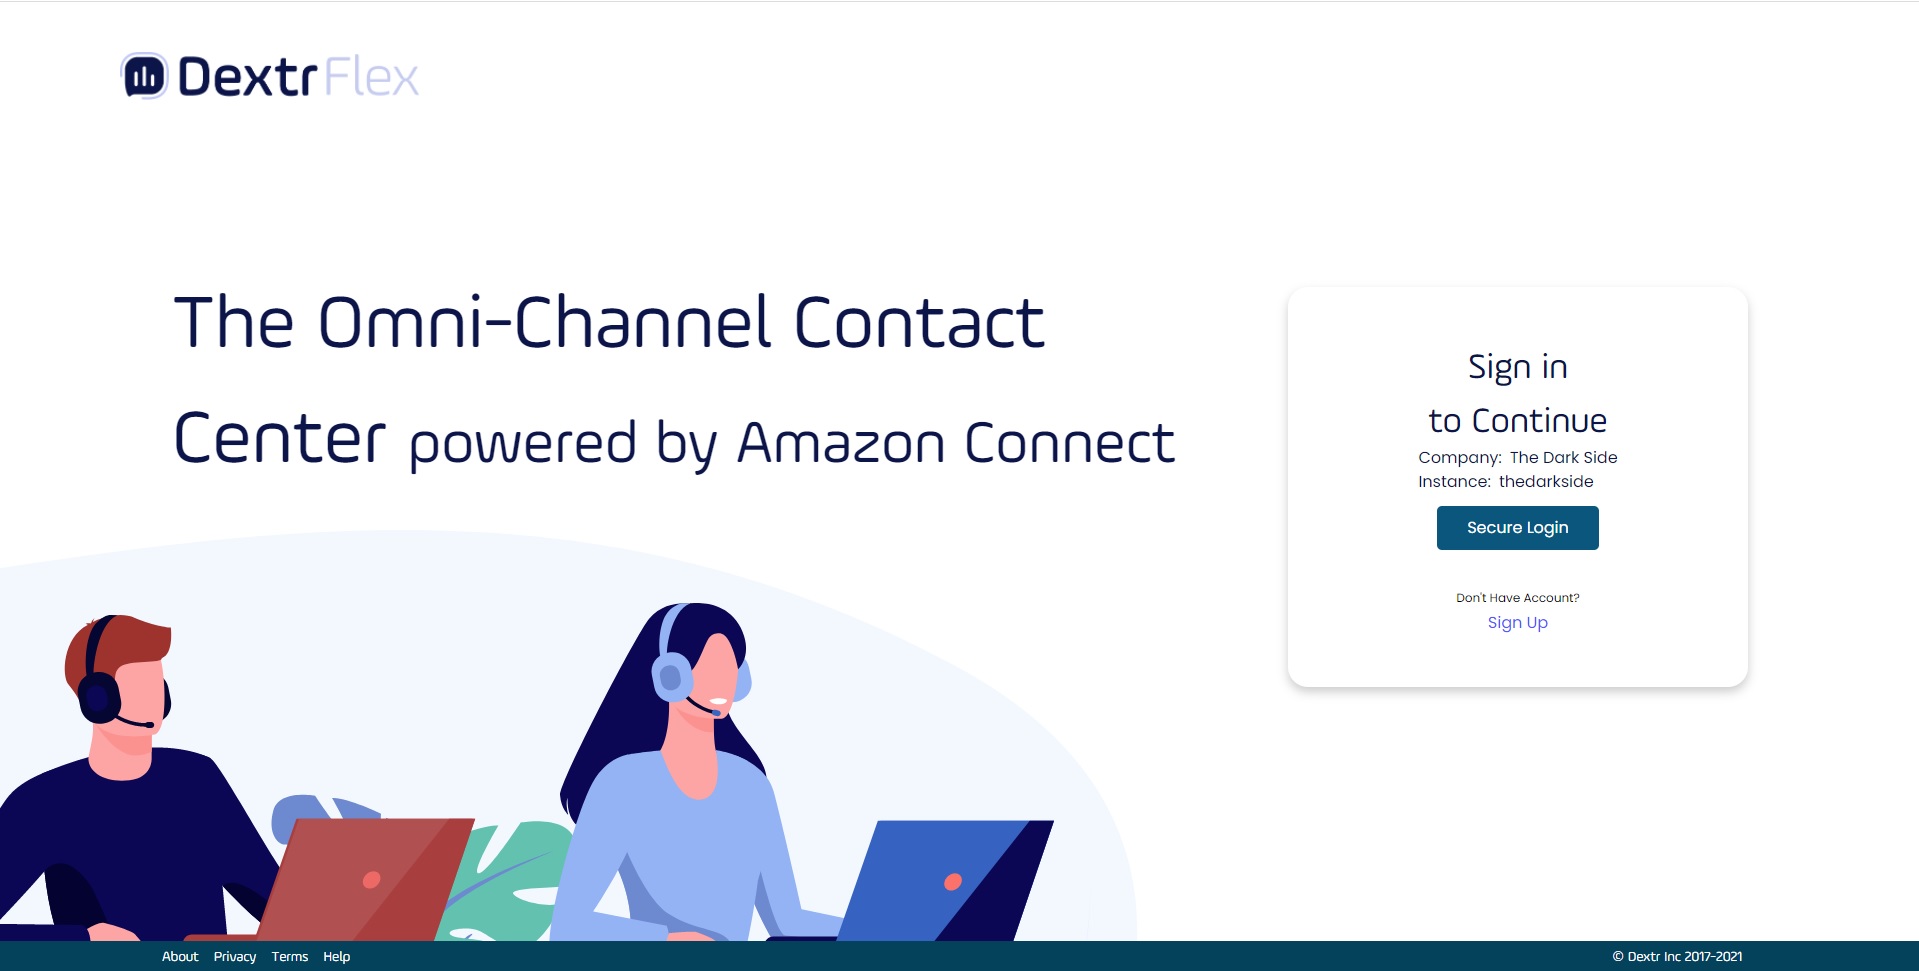 DextrFlex
The Omni-Channel Contact
Center powered by Amazon Connect
Sign in
to Continue
Company: The Dark Side
Instance: thedarkside
Secure Login
Don't Have Account?
Sign Up
About Privacy Terms Help
© Dextr Inc 2017-2021